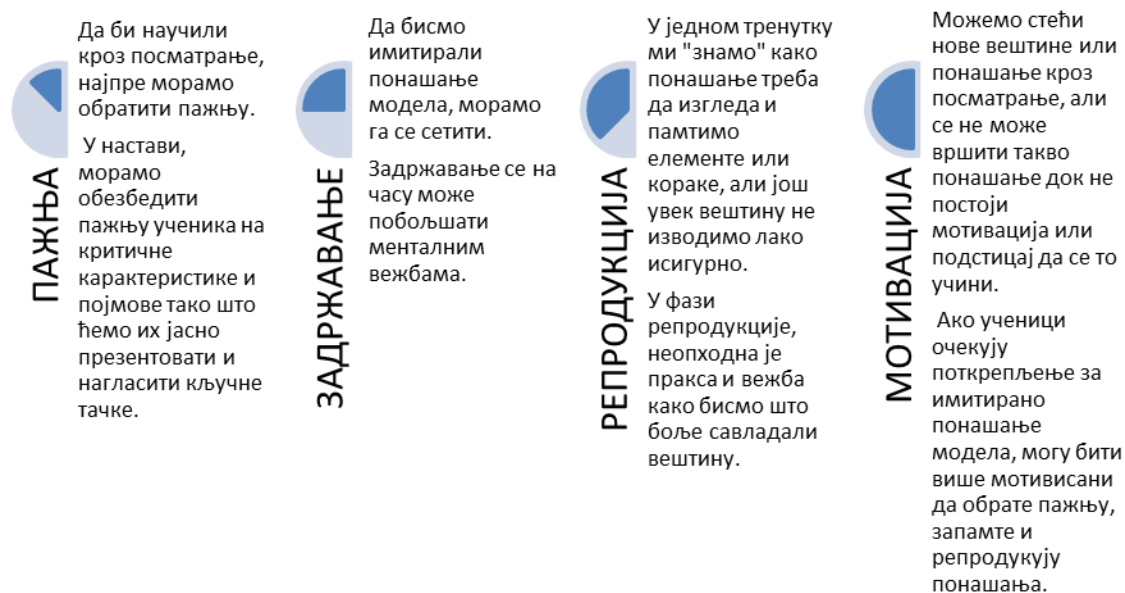 ПАЖЊА
Да би научили
кроз посматрање,
најпре морамо
обратити пажњу.
У настави,
морамо
обезбедити
пажњу ученика на
критичне
карактеристике и
појмове тако што
ћемо их јасно
презентовати и
нагласити кључне
тачке.
ЗАДРЖАВАЊЕ
Да бисмо
имитирали
понашање
модела, морамо
га се сетити.
Задржавање се на
часу може
побољшати
менталним
вежбама.
РЕПРОДУКЦИЈА
У једном тренутку
ми "знамо" како
понашање треба
да изгледа и
памтимо
елементе или
кораке, али још
увек вештину не
изводимо лако
исигурно.
У фази
репродукције,
неопходна је
пракса и вежба
како бисмо што
боље савладали
вештину.
МОТИВАЦИЈА
Можемо стећи
нове вештине или
понашање кроз
посматрање, али
се не може
вршити такво
понашање док не
постоји
мотивација или
подстицај да се то
учини.
Ако ученици
очекују
поткрепљење за
имитирано
понашање
модела, могу бити
више мотивисани
да обрате пажњу,
запамте и
репродукују
понашања.